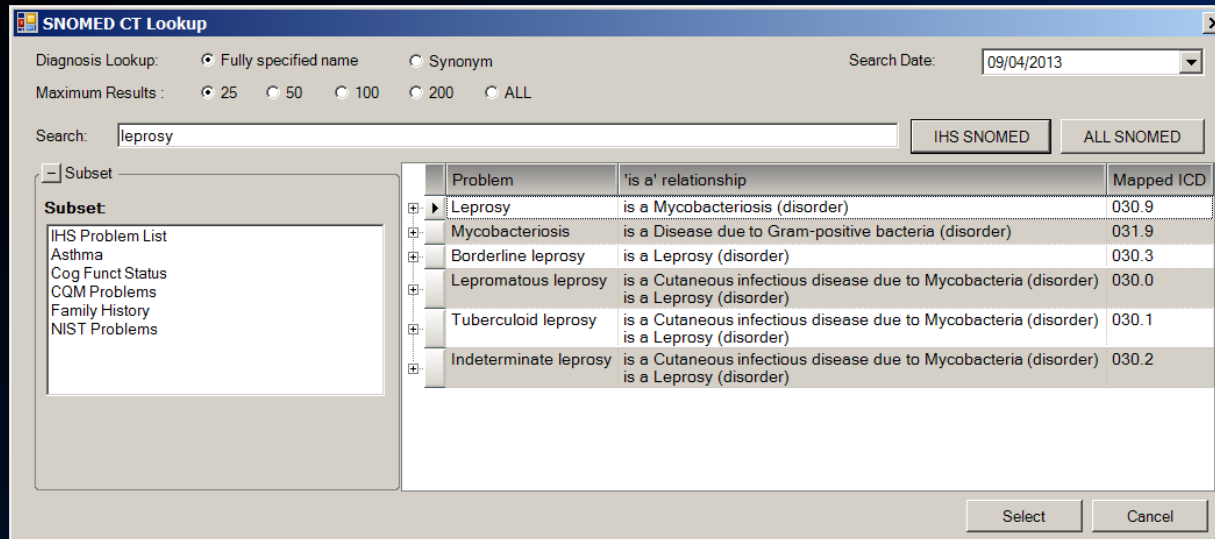 SNOMED CT Lookup
Diagnosis Lookup: Fully specified name Synonym Search Date: 09/04/2013
Maximum Results : 25 50 100 200 ALL
Search: leprosy IHS SNOMED ALL SNOMED
Subset
Subset:
IHS Problem List
Asthma
Cog Funct Status
CQM Problems
Family History
NIST Problems
Problem 'is a' relationship Mapped ICD
Leprosy is a Mycobacteriosis (disorder) 030.9
Mycobacteriosis is a Disease due to Gram-positive bacteria (disorder) 031.9
Borderline leprosy is a Leprosy (disorder) 030.3
Lepromatous leprosy is a Cutaneous infectious disease due to Mycobacteria (disorder) 030.0
is a Leprosy (disorder)
Tuberculoid leprosy is a Cutaneous infectious disease due to Mycobacteria (disorder) 030.1
is a Leprosy (disorder)
Indeterminate leprosy is a Cutaneous infectious disease due to Mycobacteria (disorder) 030.2
is a Leprosy (disorder)
Select Cancel